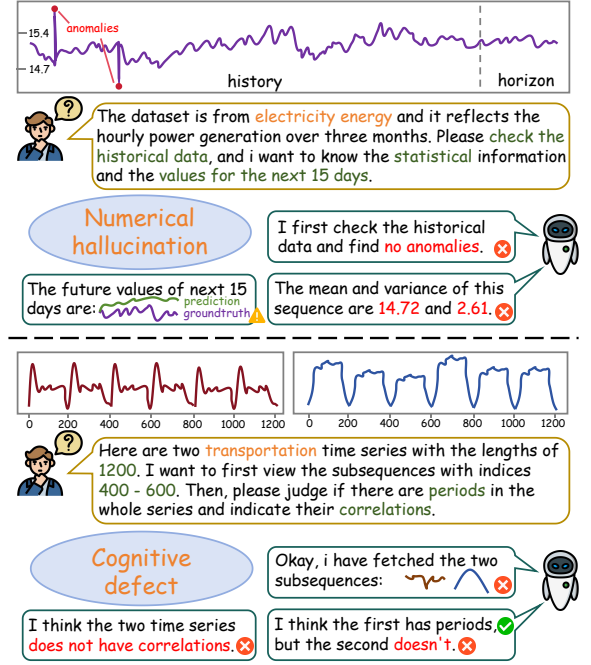 15.4
anomalies
14.7
history
horizon
?
The dataset is from electricity energy and it reflects the
hourly power generation over three months. Please check the
historical data, and i want to know the statistical information
and the values for the next 15 days.
Numerical
hallucination
I first check the historical
data and find no anomalies.
The future values of next 15
days are:
prediction
groundtruth
The mean and variance of this
sequence are 14.72 and 2.61.
0 200 400 600 800 1000 1200
0 200 400 600 800 1000 1200
?
Here are two transportation time series with the lengths of
1200. I want to first view the subsequences with indices
400 - 600. Then, please judge if there are periods in the
whole series and indicate their correlations.
Cognitive
defect
Okay, i have fetched the two
subsequences:
I think the two time series
does not have correlations.
I think the first has periods,
but the second doesn't.